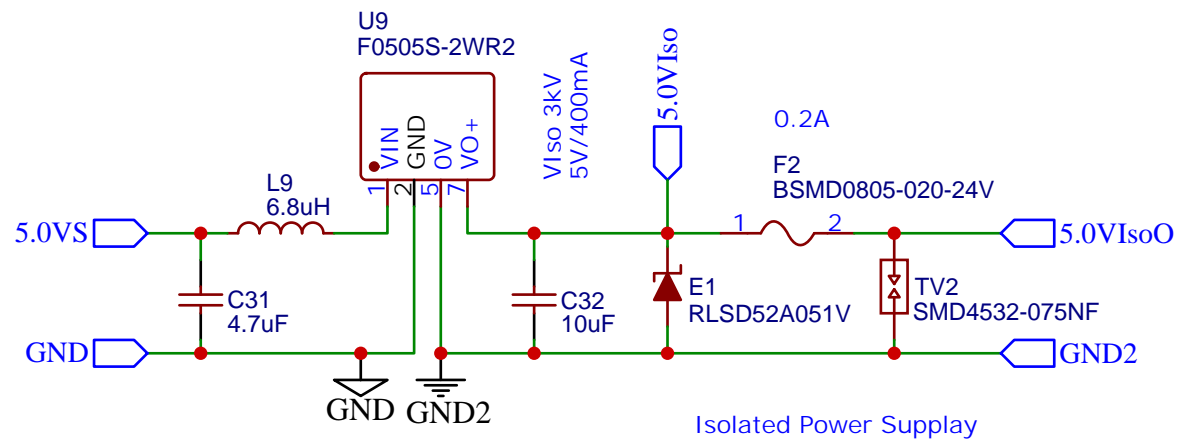 U9
F0505S-2WR2
VIN
GND
0V
VO+
1
2
5
7
VIso 3kV
5V/400mA
5.0VIso
0.2A
F2
BSMD0805-020-24V
1
2
L9
6.8uH
5.0VS
5.0VIsoO
C31
4.7uF
C32
10uF
E1
RLSD52A051V
TV2
SMD4532-075NF
GND
GND2
GND
GND2
Isolated Power Supplay